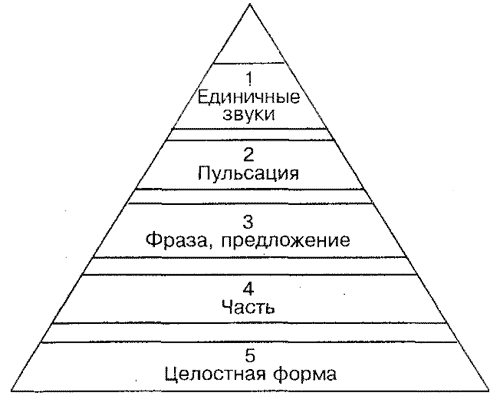 1
Единичные
звуки
2
Пульсация
3
Фраза, предложение
4
Часть
5
Целостная форма